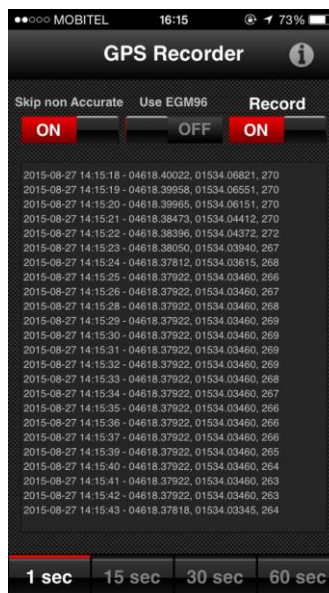 ●●○○○ MOBITEL 16:15 73%
GPS Recorder i
Skip non Accurate Use EGM96 Record
ON OFF ON
2015-08-27 14:15:18 - 04618.40022, 01534.06821, 270
2015-08-27 14:15:19 - 04618.39958, 01534.06551, 270
2015-08-27 14:15:20 - 04618.39965, 01534.06151, 270
2015-08-27 14:15:21 - 04618.38473, 01534.04412, 270
2015-08-27 14:15:22 - 04618.38396, 01534.04372, 272
2015-08-27 14:15:23 - 04618.38050, 01534.03940, 267
2015-08-27 14:15:24 - 04618.37812, 01534.03615, 268
2015-08-27 14:15:25 - 04618.37922, 01534.03460, 266
2015-08-27 14:15:26 - 04618.37922, 01534.03460, 267
2015-08-27 14:15:28 - 04618.37922, 01534.03460, 268
2015-08-27 14:15:29 - 04618.37922, 01534.03460, 269
2015-08-27 14:15:30 - 04618.37922, 01534.03460, 269
2015-08-27 14:15:31 - 04618.37922, 01534.03460, 269
2015-08-27 14:15:32 - 04618.37922, 01534.03460, 269
2015-08-27 14:15:33 - 04618.37922, 01534.03460, 268
2015-08-27 14:15:34 - 04618.37922, 01534.03460, 267
2015-08-27 14:15:35 - 04618.37922, 01534.03460, 266
2015-08-27 14:15:36 - 04618.37922, 01534.03460, 266
2015-08-27 14:15:37 - 04618.37922, 01534.03460, 266
2015-08-27 14:15:39 - 04618.37922, 01534.03460, 265
2015-08-27 14:15:40 - 04618.37922, 01534.03460, 264
2015-08-27 14:15:41 - 04618.37922, 01534.03460, 263
2015-08-27 14:15:42 - 04618.37922, 01534.03460, 263
2015-08-27 14:15:43 - 04618.37818, 01534.03345, 264
1 sec 15 sec 30 sec 60 sec